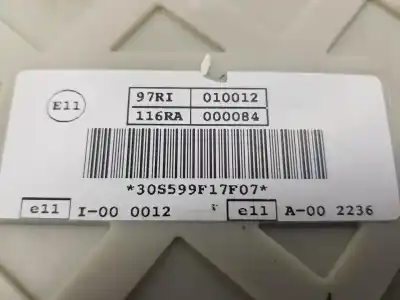 E11
97RI 010012
116RA 000084
*30S599F17F07*
e11 I-00 0012 e11 A-00 2236